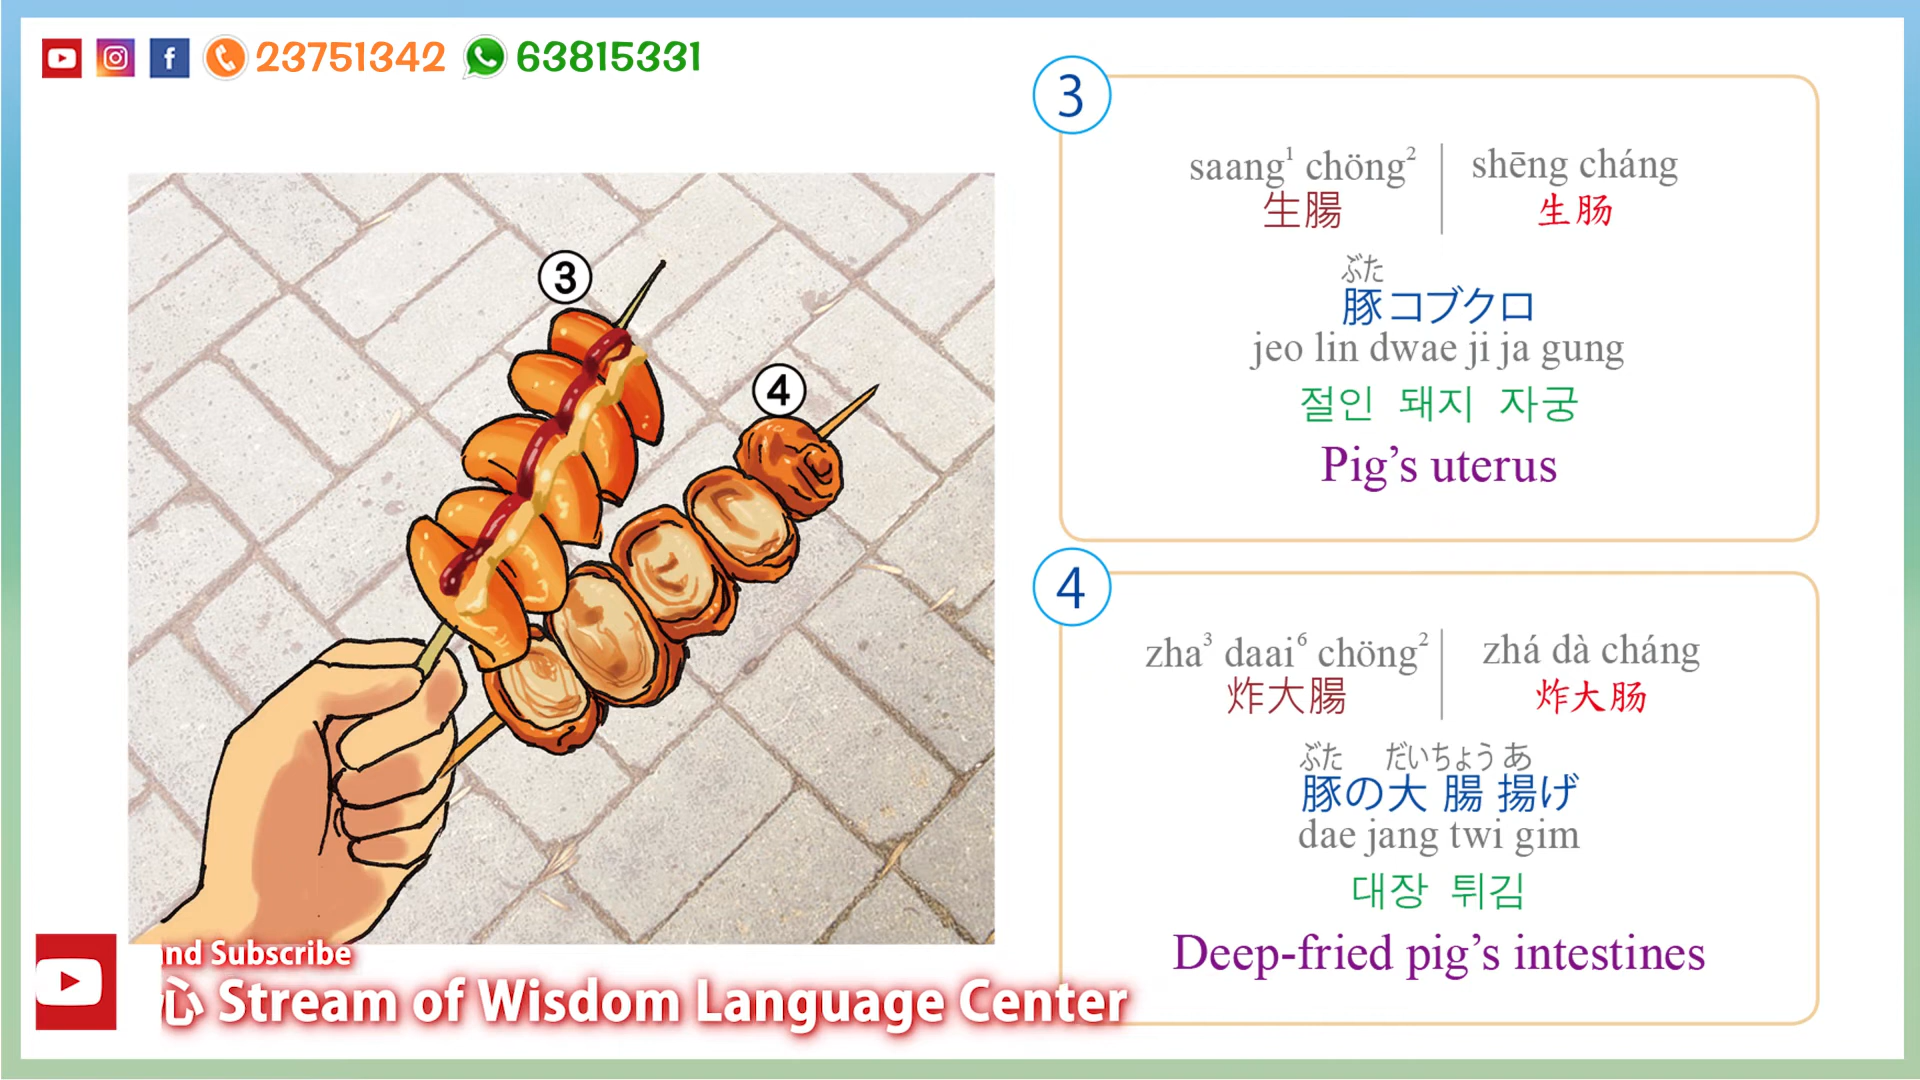 23751342 63815331
3
saang¹ chöng² shēng cháng
生腸 生肠
ぶた
豚コブクロ
jeo lin dwae ji ja gung
절인 돼지 자궁
Pig's uterus
4
zha³ daai⁶ chöng² zhá dà cháng
炸大腸 炸大肠
ぶた だいちょう あ
豚の大腸揚げ
dae jang twi gim
대장 튀김
Deep-fried pig's intestines
3
4
nd Subscribe
心 Stream of Wisdom Language Center